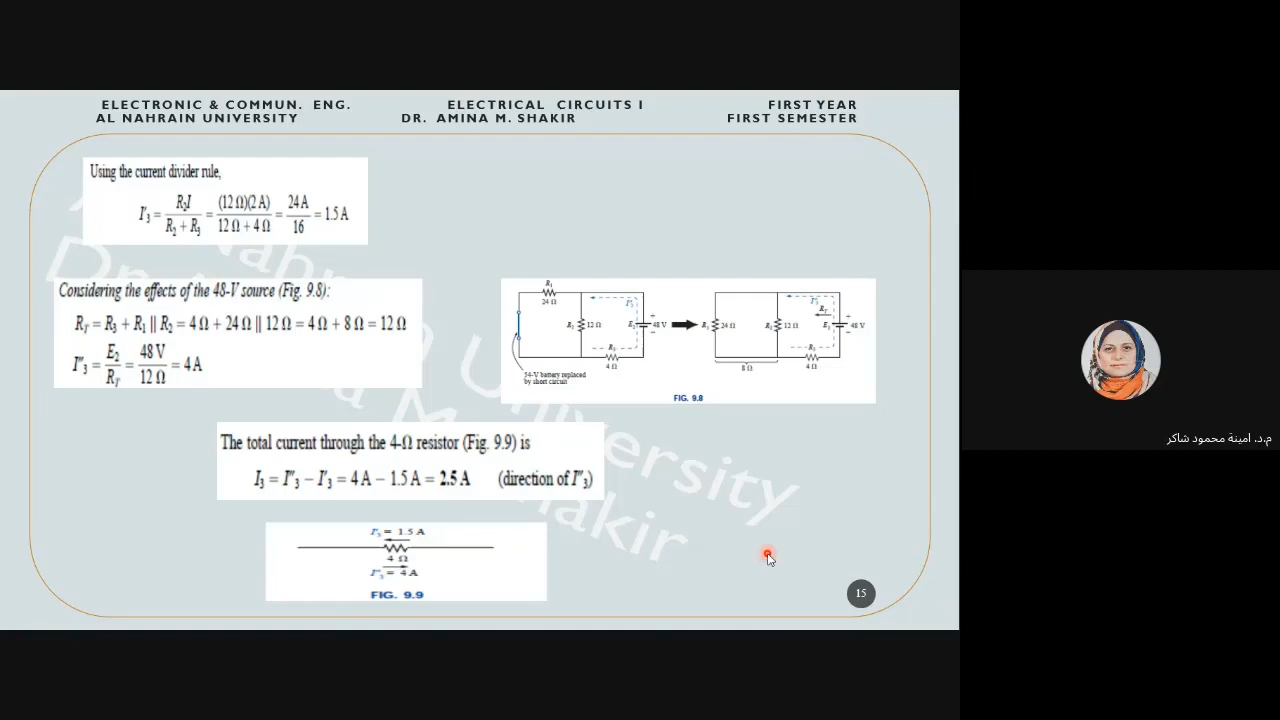 ELECTRONIC & COMMUN. ENG. ELECTRICAL CIRCUITS I FIRST YEAR
AL NAHRAIN UNIVERSITY DR. AMINA M. SHAKIR FIRST SEMESTER
Using the current divider rule,
I'3 = R2I / R2 + R3 = (12 Ω)(2 A) / 12 Ω + 4 Ω = 24 A / 16 = 1.5 A
Considering the effects of the 48-V source (Fig. 9.8):
RT = R3 + R1 || R2 = 4 Ω + 24 Ω || 12 Ω = 4 Ω + 8 Ω = 12 Ω
I"3 = E2 / RT = 48 V / 12 Ω = 4 A
R1
24 Ω
R2 12 Ω
I"3
E2 48 V
R3
4 Ω
54-V battery replaced
by short circuit
R1 24 Ω
R2 12 Ω
I"3
RT
E2 48 V
R3
8 Ω
4 Ω
FIG. 9.8
The total current through the 4-Ω resistor (Fig. 9.9) is
I3 = I"3 − I'3 = 4 A − 1.5 A = 2.5 A (direction of I"3)
I'3 = 1.5 A
4 Ω
I"3 = 4 A
FIG. 9.9
15
م.د. امينة محمود شاكر